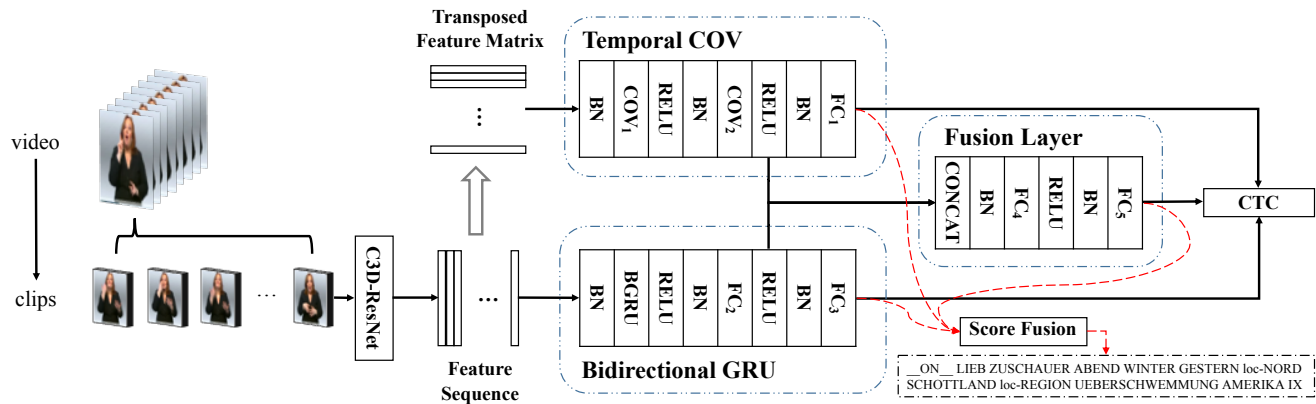 Transposed
Feature Matrix
...
Temporal COV
BN
COV₁
RELU
BN
COV₂
RELU
BN
FC₁
video
clips
...
C3D-ResNet
...
Feature
Sequence
BN
BGRU
RELU
BN
FC₂
RELU
BN
FC₃
Bidirectional GRU
Fusion Layer
CONCAT
BN
FC₄
RELU
BN
FC₅
CTC
Score Fusion
__ON__ LIEB ZUSCHAUER ABEND WINTER GESTERN loc-NORD
SCHOTTLAND loc-REGION UEBERSCHWEMMUNG AMERIKA IX